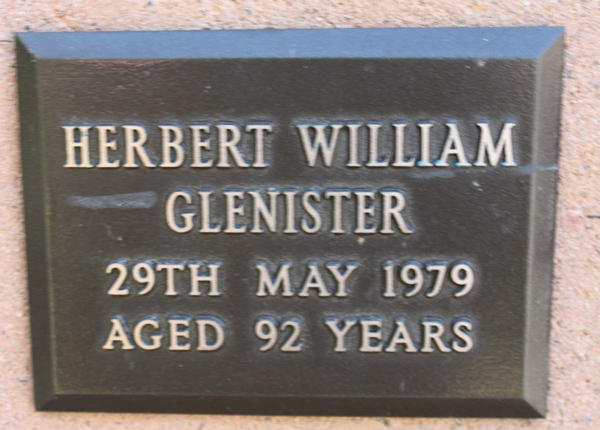 HERBERT WILLIAM
GLENISTER
29TH MAY 1979
AGED 92 YEARS